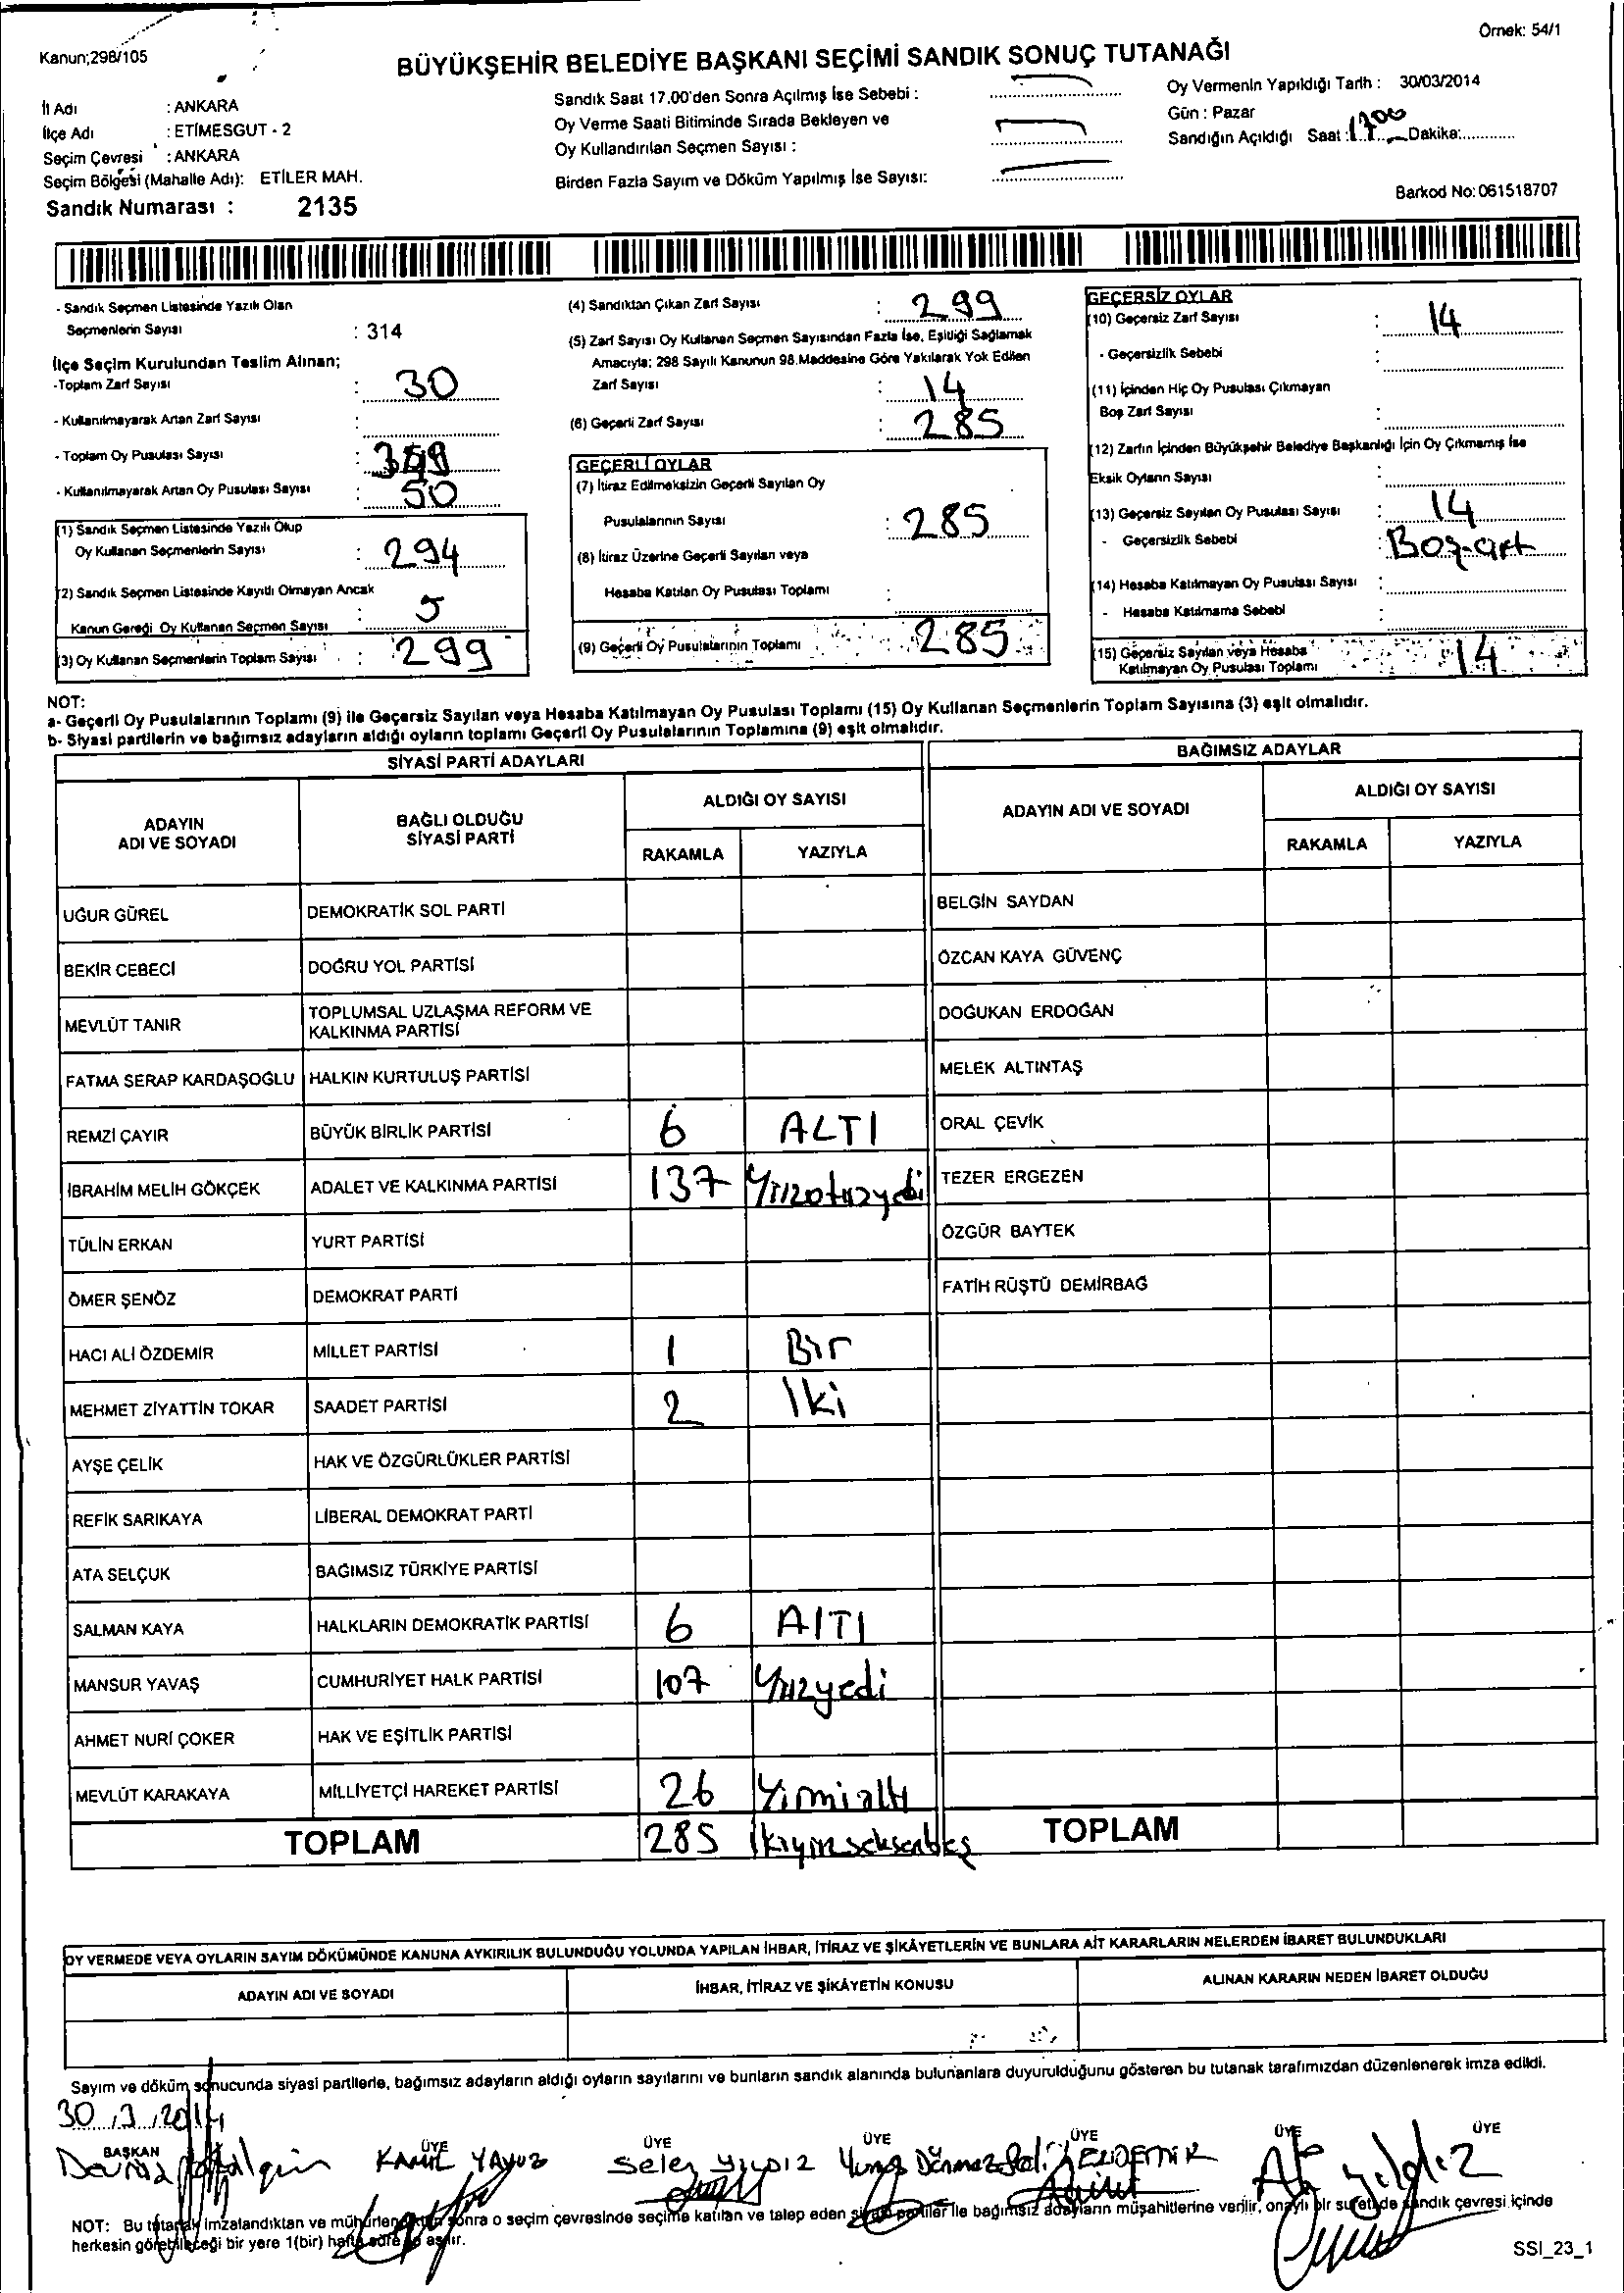 Kanun;298/105
Örnek: 54/1
BÜYÜKŞEHİR BELEDİYE BAŞKANI SEÇİMİ SANDIK SONUÇ TUTANAĞI
İl Adı : ANKARA
İlçe Adı : ETİMESGUT - 2
Seçim Çevresi : ANKARA
Seçim Bölgesi (Mahalle Adı): ETİLER MAH.
Sandık Numarası : 2135
Sandık Saat 17.00'den Sonra Açılmış İse Sebebi :
Oy Verme Saati Bitiminde Sırada Bekleyen ve
Oy Kullandırılan Seçmen Sayısı :
Birden Fazla Sayım ve Döküm Yapılmış İse Sayısı:
Oy Vermenin Yapıldığı Tarih : 30/03/2014
Gün : Pazar
Sandığın Açıldığı Saat : Dakika:
Barkod No: 061518707
- Sandık Seçmen Listesinde Yazılı Olan
Seçmenlerin Sayısı : 314
İlçe Seçim Kurulundan Teslim Alınan;
-Toplam Zarf Sayısı : 30
- Kullanılmayarak Artan Zarf Sayısı :
- Toplam Oy Pusulası Sayısı :
- Kullanılmayarak Artan Oy Pusulası Sayısı : 50
(1) Sandık Seçmen Listesinde Yazılı Olup
Oy Kullanan Seçmenlerin Sayısı : 294
(2) Sandık Seçmen Listesinde Kayıtlı Olmayan Ancak
Kanun Gereği Oy Kullanan Seçmen Sayısı : 5
(3) Oy Kullanan Seçmenlerin Toplam Sayısı : 299
(4) Sandıktan Çıkan Zarf Sayısı : 299
(5) Zarf Sayısı Oy Kullanan Seçmen Sayısından Fazla İse, Eşitliği Sağlamak
Amacıyla; 298 Sayılı Kanunun 98.Maddesine Göre Yakılarak Yok Edilen
Zarf Sayısı : 14
(6) Geçerli Zarf Sayısı : 285
GEÇERLİ OYLAR
(7) İtiraz Edilmeksizin Geçerli Sayılan Oy
Pusulalarının Sayısı : 285
(8) İtiraz Üzerine Geçerli Sayılan veya
Hesaba Katılan Oy Pusulası Toplamı :
(9) Geçerli Oy Pusulalarının Toplamı : 285
GEÇERSİZ OYLAR
(10) Geçersiz Zarf Sayısı : 14
- Geçersizlik Sebebi :
(11) İçinden Hiç Oy Pusulası Çıkmayan
Boş Zarf Sayısı :
(12) Zarfın İçinden Büyükşehir Belediye Başkanlığı İçin Oy Çıkmamış İse
Eksik Oyların Sayısı :
(13) Geçersiz Sayılan Oy Pusulası Sayısı : 14
- Geçersizlik Sebebi :
(14) Hesaba Katılmayan Oy Pusulası Sayısı :
- Hesaba Katılmama Sebebi :
(15) Geçersiz Sayılan veya Hesaba
Katılmayan Oy Pusulası Toplamı : 14
NOT:
a- Geçerli Oy Pusulalarının Toplamı (9) ile Geçersiz Sayılan veya Hesaba Katılmayan Oy Pusulası Toplamı (15) Oy Kullanan Seçmenlerin Toplam Sayısına (3) eşit olmalıdır.
b- Siyasi partilerin ve bağımsız adayların aldığı oyların toplamı Geçerli Oy Pusulalarının Toplamına (9) eşit olmalıdır.
SİYASİ PARTİ ADAYLARI
BAĞIMSIZ ADAYLAR
ADAYIN ADI VE SOYADI
BAĞLI OLDUĞU SİYASİ PARTİ
ALDIĞI OY SAYISI
RAKAMLA YAZIYLA
ADAYIN ADI VE SOYADI
ALDIĞI OY SAYISI
RAKAMLA YAZIYLA
UĞUR GÜREL DEMOKRATİK SOL PARTİ BELGİN SAYDAN
BEKİR CEBECİ DOĞRU YOL PARTİSİ ÖZCAN KAYA GÜVENÇ
MEVLÜT TANIR TOPLUMSAL UZLAŞMA REFORM VE KALKINMA PARTİSİ DOĞUKAN ERDOĞAN
FATMA SERAP KARDAŞOĞLU HALKIN KURTULUŞ PARTİSİ MELEK ALTINTAŞ
REMZİ ÇAYIR BÜYÜK BİRLİK PARTİSİ 6 ALTI ORAL ÇEVİK
İBRAHİM MELİH GÖKÇEK ADALET VE KALKINMA PARTİSİ 137 Yüzotuzyedi TEZER ERGEZEN
TÜLİN ERKAN YURT PARTİSİ ÖZGÜR BAYTEK
ÖMER ŞENÖZ DEMOKRAT PARTİ FATİH RÜŞTÜ DEMİRBAĞ
HACI ALİ ÖZDEMİR MİLLET PARTİSİ 1 Bir
MEHMET ZİYATTİN TOKAR SAADET PARTİSİ 2 Iki
AYŞE ÇELİK HAK VE ÖZGÜRLÜKLER PARTİSİ
REFİK SARIKAYA LİBERAL DEMOKRAT PARTİ
ATA SELÇUK BAĞIMSIZ TÜRKİYE PARTİSİ
SALMAN KAYA HALKLARIN DEMOKRATİK PARTİSİ 6 AlTI
MANSUR YAVAŞ CUMHURİYET HALK PARTİSİ 107 Yüzyedi
AHMET NURİ ÇOKER HAK VE EŞİTLİK PARTİSİ
MEVLÜT KARAKAYA MİLLİYETÇİ HAREKET PARTİSİ 26 Yirmialtı
TOPLAM 285 Ikiyüzseksenbeş TOPLAM
OY VERMEDE VEYA OYLARIN SAYIM DÖKÜMÜNDE KANUNA AYKIRILIK BULUNDUĞU YOLUNDA YAPILAN İHBAR, İTİRAZ VE ŞİKÂYETLERİN VE BUNLARA AİT KARARLARIN NELERDEN İBARET BULUNDUKLARI
ADAYIN ADI VE SOYADI İHBAR, İTİRAZ VE ŞİKÂYETİN KONUSU ALINAN KARARIN NEDEN İBARET OLDUĞU
Sayım ve döküm sonucunda siyasi partilerle, bağımsız adayların aldığı oyların sayılarını ve bunların sandık alanında bulunanlara duyurulduğunu gösteren bu tutanak tarafımızdan düzenlenerek imza edildi.
30.3.2014
BAŞKAN ÜYE ÜYE ÜYE ÜYE ÜYE ÜYE
KAMİL YAVUZ YILDIZ Yunus Dönmez
NOT: Bu tutanak imzalandıktan ve mühürlendikten sonra o seçim çevresinde seçime katılan ve talep eden siyasi partiler ile bağımsız adayların müşahitlerine verilir, onaylı bir suretide sandık çevresi içinde
herkesin görebileceği bir yere 1(bir) hafta süre ile asılır.
SSI_23_1